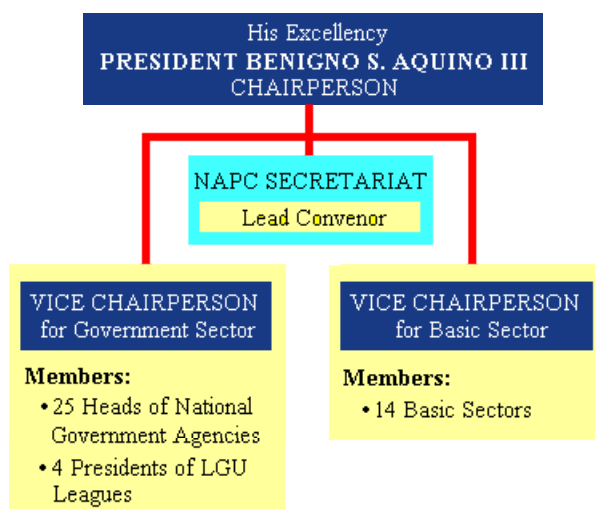 His Excellency
PRESIDENT BENIGNO S. AQUINO III
CHAIRPERSON
NAPC SECRETARIAT
Lead Convenor
VICE CHAIRPERSON
for Government Sector
Members:
• 25 Heads of National
Government Agencies
• 4 Presidents of LGU
Leagues
VICE CHAIRPERSON
for Basic Sector
Members:
• 14 Basic Sectors